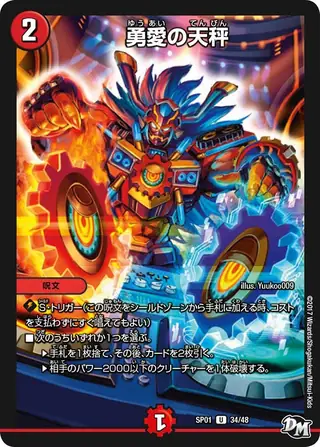 ゆうあい てんびん
勇愛の天秤
2
呪文
illus. Yuukoo009
S・トリガー(この呪文をシールドゾーンから手札に加える時、コスト
を支払わずにすぐ唱えてもよい)
■次のうちいずれか1つを選ぶ。
▶手札を1枚捨て、その後、カードを2枚引く。
▶相手のパワー2000以下のクリーチャーを1体破壊する。
1
SP01 U 34/48
DM
©2017 Wizards/Shogakukan/Mitsui-Kids